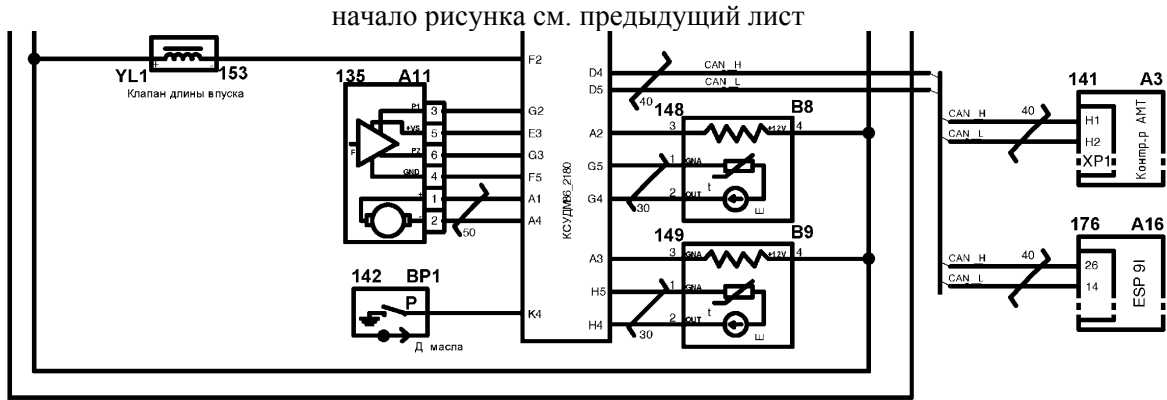 начало рисунка см. предыдущий лист
YL1
+
-
153
Клапан длины впуска
F2
135
A11
P1
3
G2
+VS
5
E3
F
P2
6
G3
GND
4
F5
+
1
A1
-
2
A4
50
142
BP1
P
K4
Д масла
КСУДМВ6_2180
D4
CAN_H
D5
CAN_L
40
148
B8
A2
3
+12V
4
G5
1
GNA
G4
2
OUT
t
E
30
149
B9
A3
3
GNA
+12V
4
H5
1
GNA
H4
2
OUT
t
E
30
141
A3
CAN_H
40
H1
CAN_L
H2
XP1
Контр.р АМТ
176
A16
CAN_H
40
26
CAN_L
14
ESP 9I